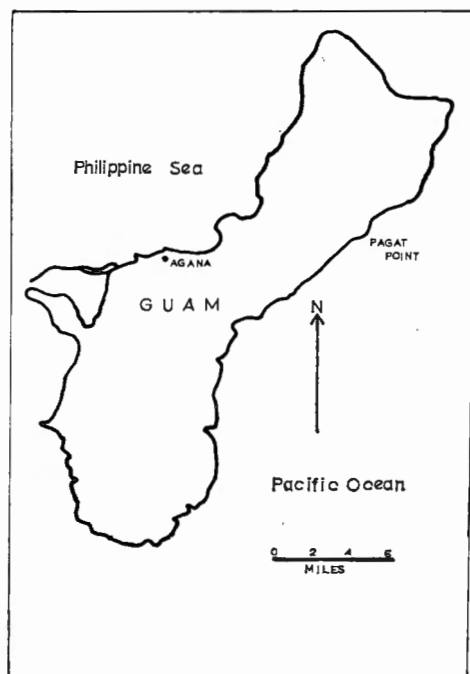 Philippine Sea
AGANA
PAGAT
POINT
GUAM
N
Pacific Ocean
0 2 4 6
MILES